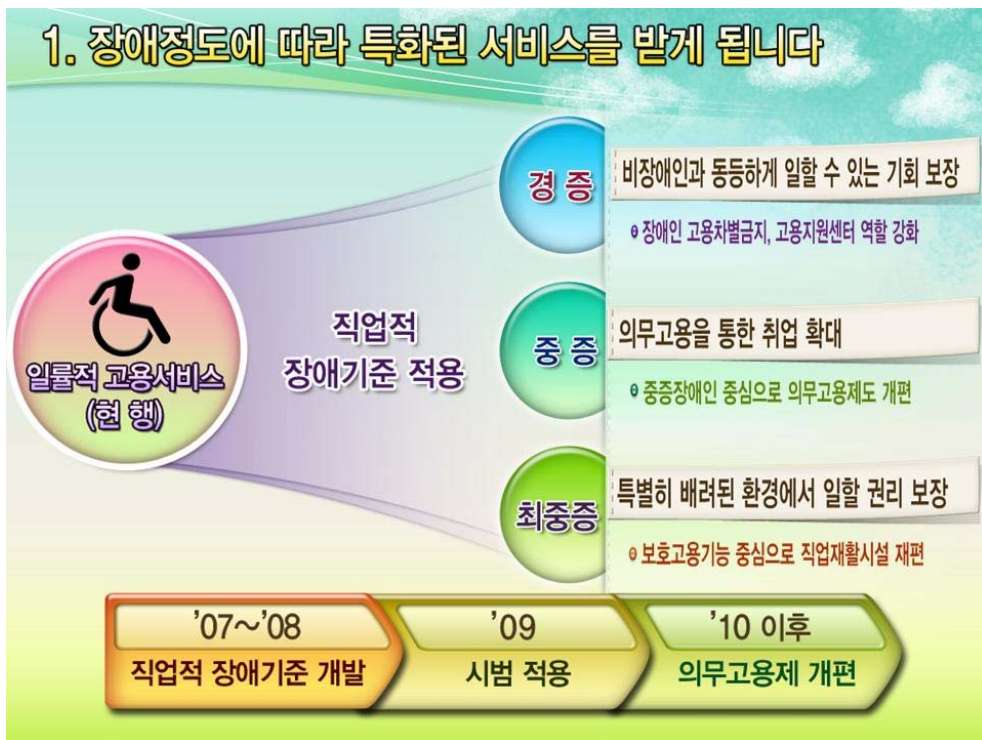 1. 장애정도에 따라 특화된 서비스를 받게 됩니다
일률적 고용서비스
(현 행)
직업적
장애기준 적용
경 증
비장애인과 동등하게 일할 수 있는 기회 보장
장애인 고용차별금지, 고용지원센터 역할 강화
중 증
의무고용을 통한 취업 확대
중증장애인 중심으로 의무고용제도 개편
최중증
특별히 배려된 환경에서 일할 권리 보장
보호고용기능 중심으로 직업재활시설 재편
’07~’08
직업적 장애기준 개발
’09
시범 적용
’10 이후
의무고용제 개편